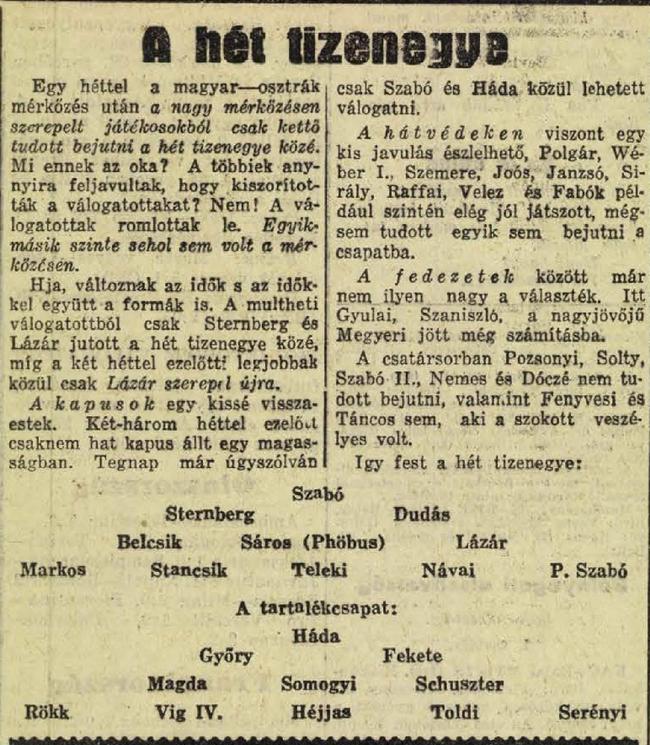 A hét tizenegye
Egy héttel a magyar—osztrák
mérkőzés után a nagy mérkőzésen
szerepelt játékosokból csak kettő
tudott bejutni a hét tizenegye közé.
Mi ennek az oka? A többiek any-
nyira feljavultak, hogy kiszorítot-
ták a válogatottakat? Nem! A vá-
logatottak romlottak le. Egyik-
másik szinte sehol sem volt a mér-
kőzésén.
Hja, változnak az idők s az idők-
kel együtt a formák is. A multheti
válogatottból csak Sternberg és
Lázár jutott a hét tizenegye közé,
míg a két héttel ezelőtti legjobbak
közül csak Lázár szerepel újra.
A kapusok egy kissé vissza-
estek. Két-három héttel ezelőtt
csaknem hat kapus állt egy magas-
ságban. Tegnap már úgyszólván
csak Szabó és Háda közül lehetett
válogatni.
A hátvédeken viszont egy
kis javulás észlelhető, Polgár, Wé-
ber I., Szemere, Joós, Janzsó, Si-
rály, Raffai, Velez és Fabók pél-
dául szintén elég jól játszott, még-
sem tudott egyik sem bejutni a
csapatba.
A fedezetek között már
nem ilyen nagy a választék. Itt
Gyulai, Szaniszló, a nagyjövőjű
Megyeri jött még számításba.
A csatársorban Pozsonyi, Solty,
Szabó II., Nemes és Dóczé nem tu-
dott bejutni, valamint Fenyvesi és
Táncos sem, aki a szokott veszé-
lyes volt.
Igy fest a hét tizenegye:
Szabó
Sternberg Dudás
Belcsik Sáros (Phöbus) Lázár
Markos Stancsik Teleki Návai P. Szabó
A tartalékcsapat:
Háda
Győry Fekete
Magda Somogyi Schuszter
Rökk Vig IV. Héjjas Toldi Serényi